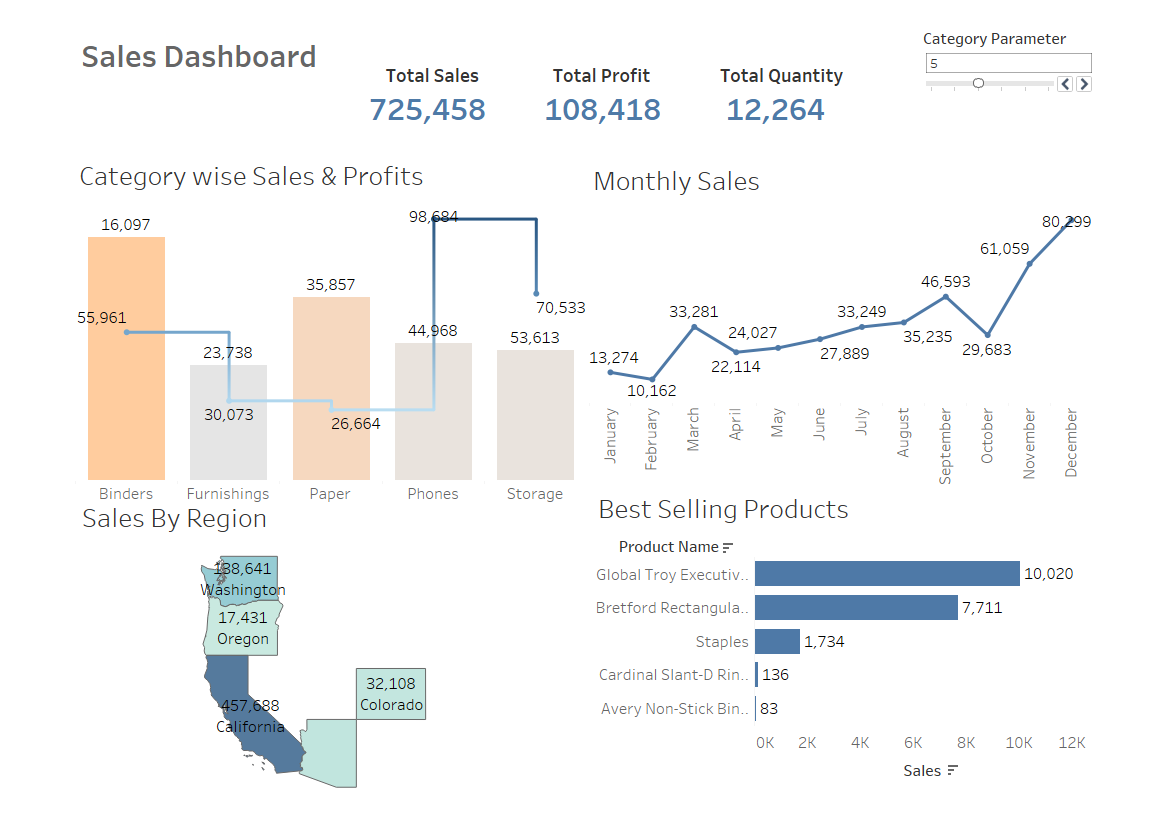 Sales Dashboard
Total Sales
725,458
Total Profit
108,418
Total Quantity
12,264
Category Parameter
5
Category wise Sales & Profits
16,097
55,961
23,738
30,073
35,857
26,664
98,684
44,968
70,533
53,613
Binders
Furnishings
Paper
Phones
Storage
Monthly Sales
13,274
10,162
33,281
22,114
24,027
27,889
33,249
35,235
46,593
29,683
61,059
80,299
January
February
March
April
May
June
July
August
September
October
November
December
Sales By Region
138,641
Washington
17,431
Oregon
457,688
California
32,108
Colorado
Best Selling Products
Product Name
Global Troy Executiv..
10,020
Bretford Rectangula..
7,711
Staples
1,734
Cardinal Slant-D Rin..
136
Avery Non-Stick Bin..
83
0K
2K
4K
6K
8K
10K
12K
Sales